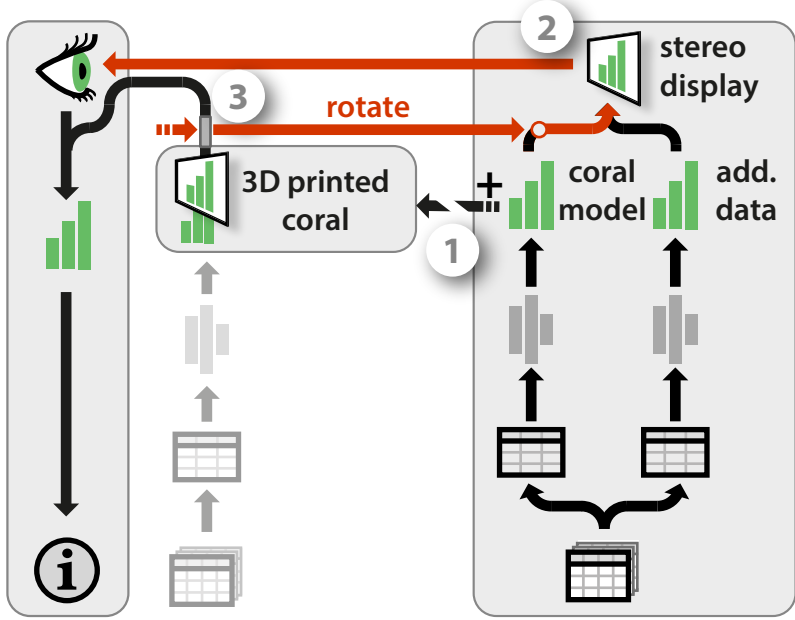 2
stereo
display
3
rotate
3D printed
coral
+
coral
model
add.
data
1
i